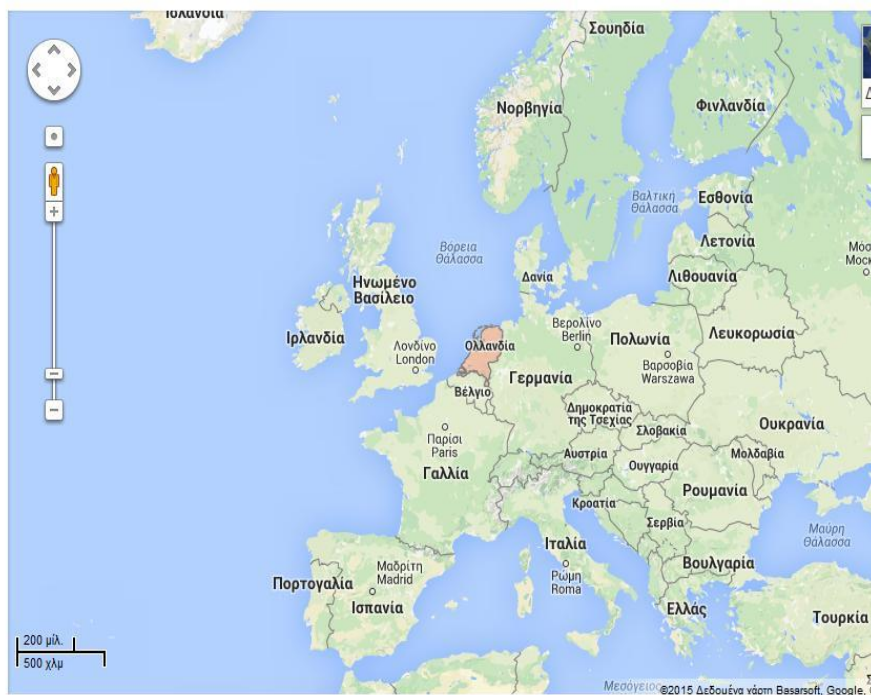 Ισλανδία
Σουηδία
Νορβηγία
Φινλανδία
Δ
Βαλτική
Θάλασσα
Εσθονία
Λετονία
Λιθουανία
Μόσ
Моск
Βόρεια
Θάλασσα
Δανία
Ηνωμένο
Βασίλειο
Ιρλανδία
Λονδίνο
London
Ολλανδία
Βερολίνο
Berlin
Πολωνία
Λευκορωσία
Βαρσοβία
Warszawa
Γερμανία
Βέλγιο
Δημοκρατία
της Τσεχίας
Ουκρανία
Σλοβακία
Παρίσι
Paris
Αυστρία
Μολδαβία
Ουγγαρία
Γαλλία
Ρουμανία
Κροατία
Σερβία
Μαύρη
Θάλασσα
Ιταλία
Βουλγαρία
Μαδρίτη
Madrid
Ρώμη
Roma
Πορτογαλία
Ισπανία
Ελλάς
Τουρκία
200 μίλ.
500 χλμ
Μεσόγειος
©2015 Δεδομένα χάρτη Basarsoft, Google,